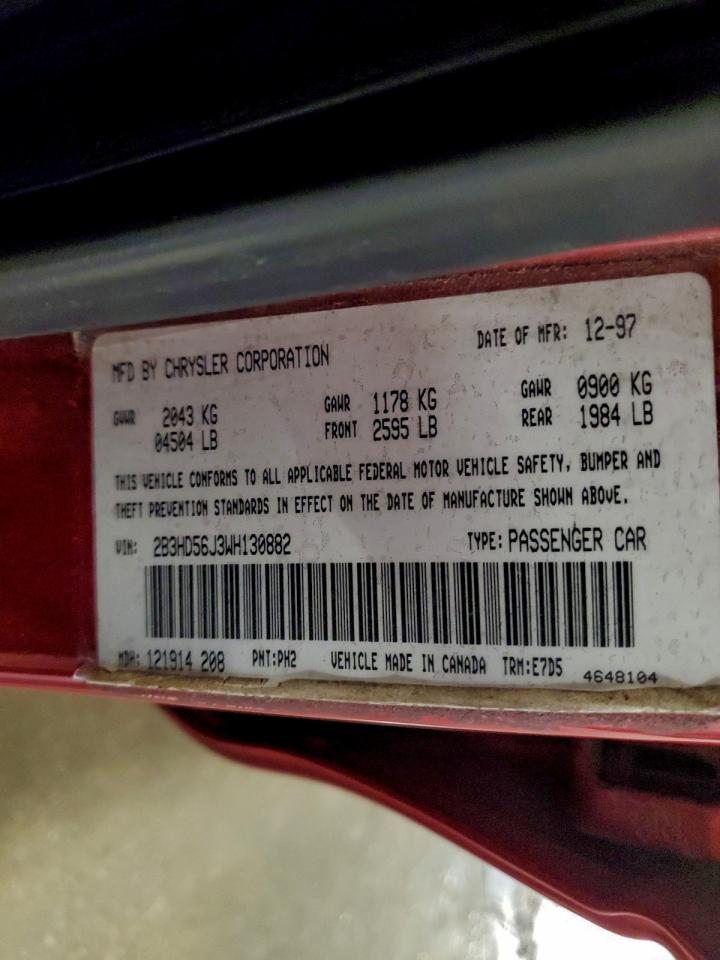 MFD BY CHRYSLER CORPORATION DATE OF MFR: 12-97
GVWR 2043 KG GAWR 1178 KG GAWR 0900 KG
04504 LB FRONT 2595 LB REAR 1984 LB
THIS VEHICLE CONFORMS TO ALL APPLICABLE FEDERAL MOTOR VEHICLE SAFETY, BUMPER AND
THEFT PREVENTION STANDARDS IN EFFECT ON THE DATE OF MANUFACTURE SHOWN ABOVE.
VIN: 2B3HD56J3WH130882 TYPE: PASSENGER CAR
MDH: 121914 208 PNT:PH2 VEHICLE MADE IN CANADA TRM:E7D5 4648104